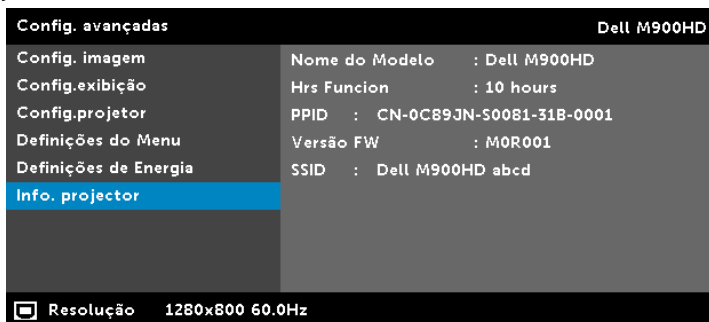 Config. avançadas Dell M900HD
Config. imagem
Config.exibição
Config.projetor
Definições do Menu
Definições de Energia
Info. projector
Nome do Modelo : Dell M900HD
Hrs Funcion : 10 hours
PPID : CN-0C89JN-S0081-31B-0001
Versão FW : M0R001
SSID : Dell M900HD abcd
Resolução 1280x800 60.0Hz